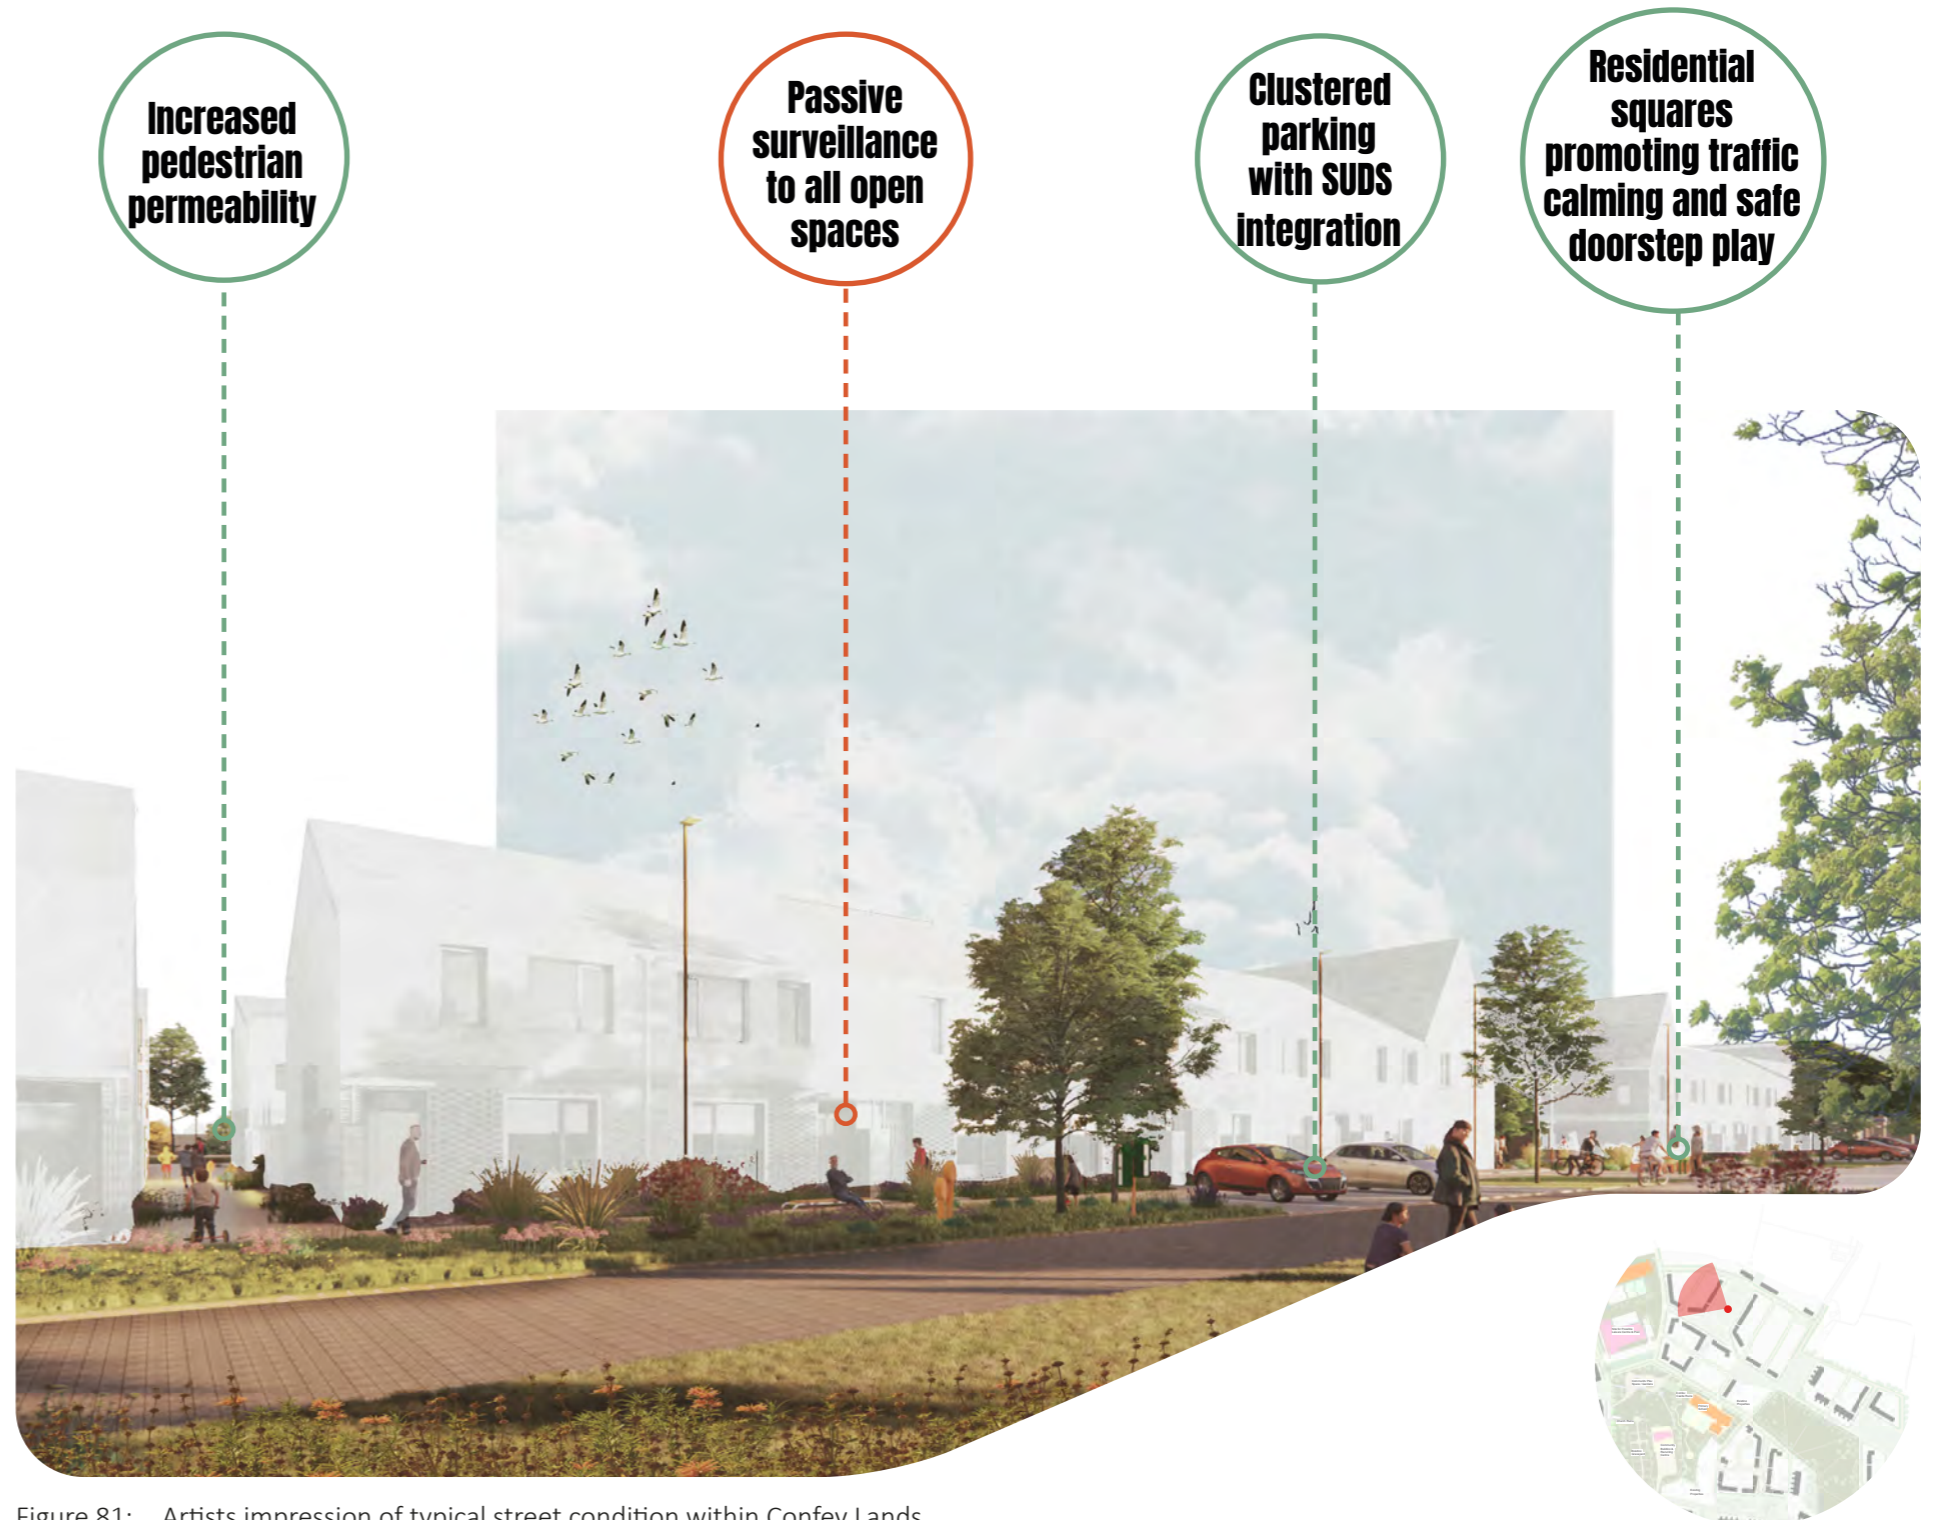 Increased
pedestrian
permeability
Passive
surveillance
to all open
spaces
Clustered
parking
with SUDS
integration
Residential
squares
promoting traffic
calming and safe
doorstep play
Figure 81: Artists impression of typical street condition within Confey Lands